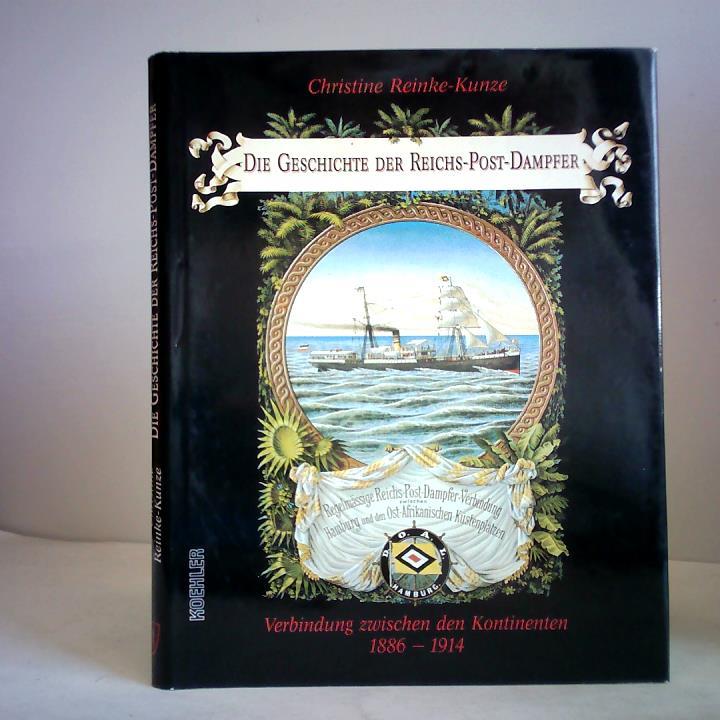 Christine Reinke-Kunze
DIE GESCHICHTE DER REICHS-POST-DAMPFER
Regelmässige Reichs-Post-Dampfer-Verbindung
zwischen
Hamburg und den Ost-Afrikanischen Küstenplätzen
D.O.A.L.
HAMBURG.
Verbindung zwischen den Kontinenten
1886 – 1914
KOEHLER
DIE GESCHICHTE DER REICHS-POST-DAMPFER
Reinke-Kunze